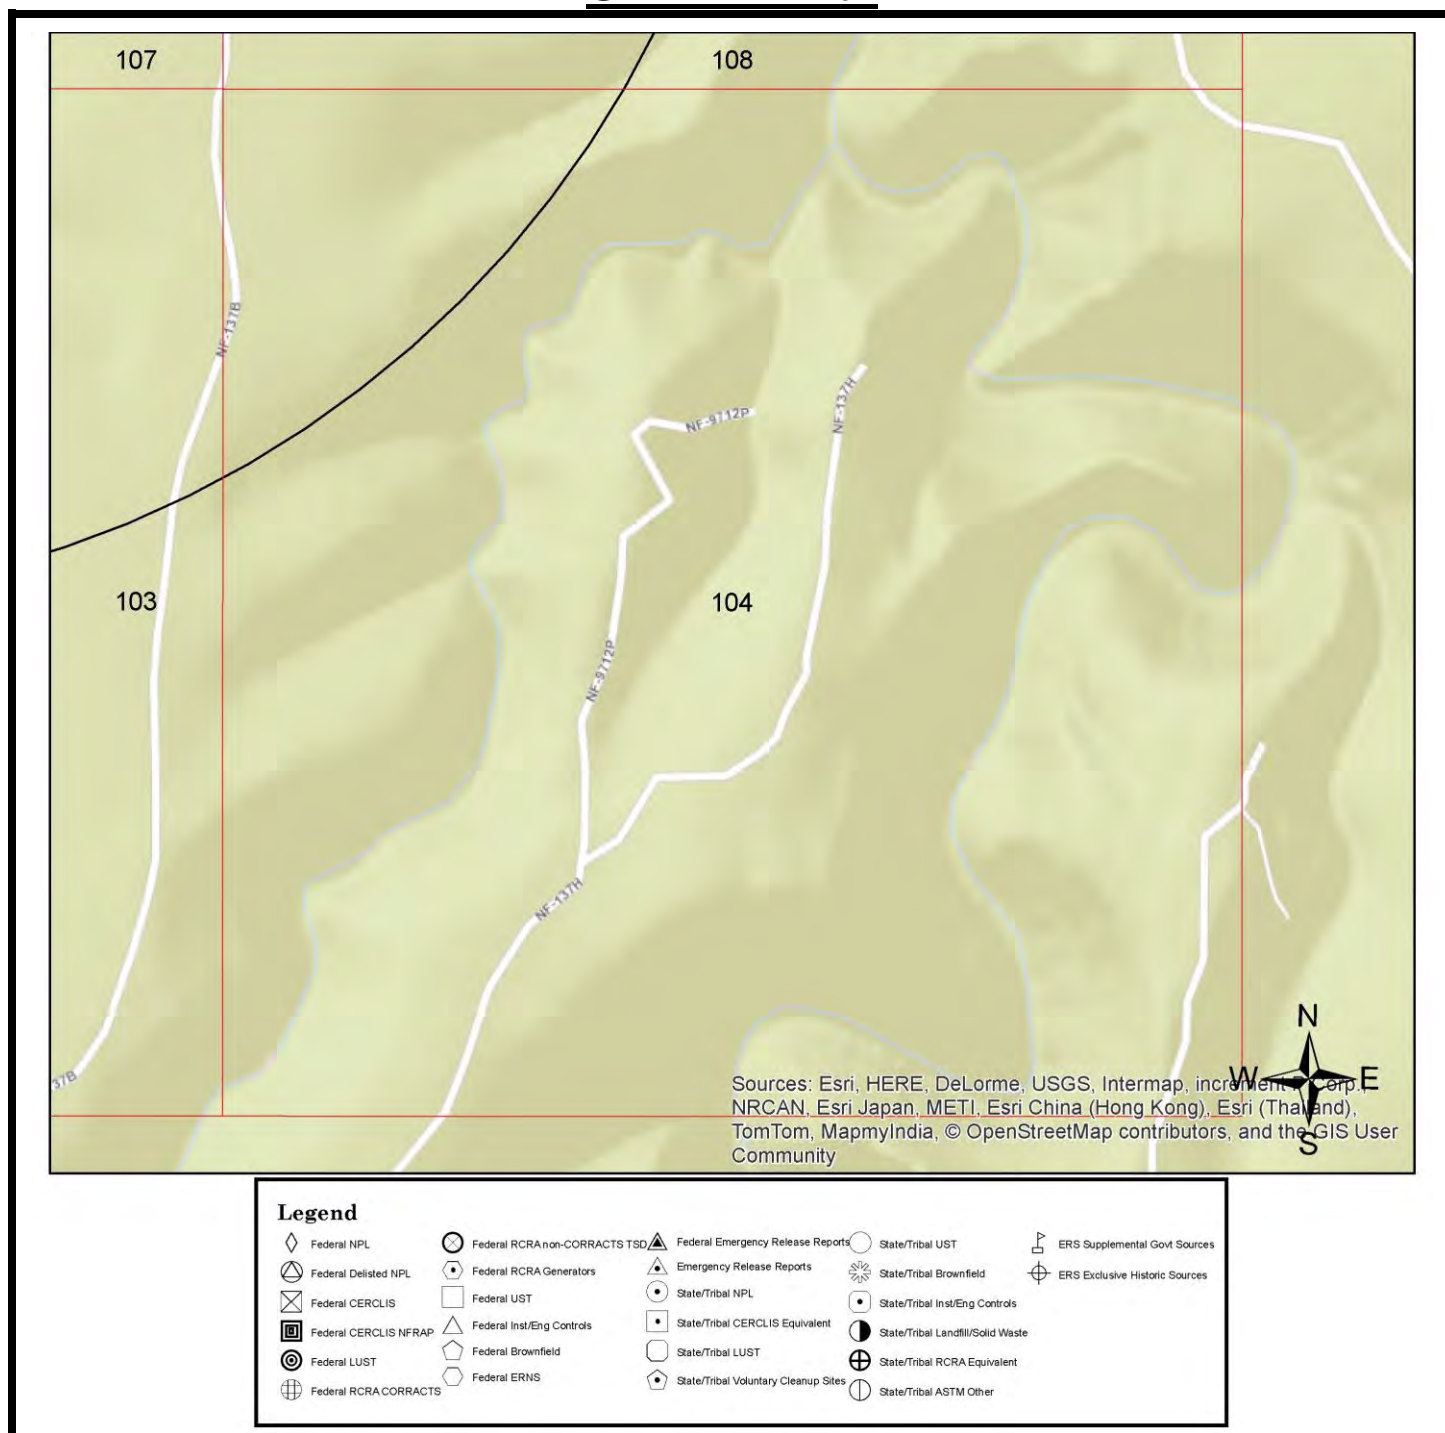 107
108
NF-137B
NF-9712P
NF-137H
103
104
NF-9712P
NF-137H
37B
N
W E
S
Sources: Esri, HERE, DeLorme, USGS, Intermap, increment P Corp.,
NRCAN, Esri Japan, METI, Esri China (Hong Kong), Esri (Thailand),
TomTom, MapmyIndia, © OpenStreetMap contributors, and the GIS User
Community
Legend
Federal NPL
Federal Delisted NPL
Federal CERCLIS
Federal CERCLIS NFRAP
Federal LUST
Federal RCRA CORRACTS
Federal RCRA non-CORRACTS TSD
Federal RCRA Generators
Federal UST
Federal Inst/Eng Controls
Federal Brownfield
Federal ERNS
Federal Emergency Release Reports
Emergency Release Reports
State/Tribal NPL
State/Tribal CERCLIS Equivalent
State/Tribal LUST
State/Tribal Voluntary Cleanup Sites
State/Tribal UST
State/Tribal Brownfield
State/Tribal Inst/Eng Controls
State/Tribal Landfill/Solid Waste
State/Tribal RCRA Equivalent
State/Tribal ASTM Other
ERS Supplemental Govt Sources
ERS Exclusive Historic Sources